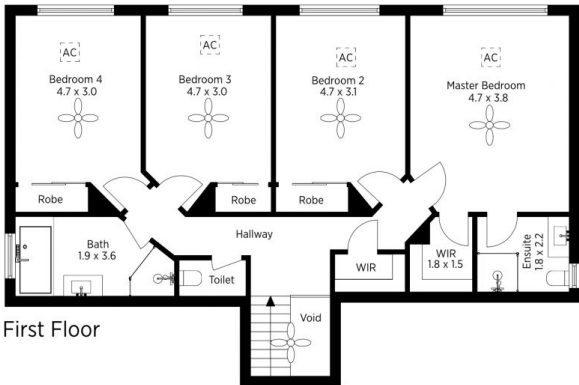 AC
Bedroom 4
4.7 x 3.0
AC
Bedroom 3
4.7 x 3.0
AC
Bedroom 2
4.7 x 3.1
AC
Master Bedroom
4.7 x 3.8
Robe
Robe
Robe
Bath
1.9 x 3.6
Hallway
Toilet
WIR
WIR
1.8 x 1.5
Ensuite
1.8 x 2.2
Void
First Floor